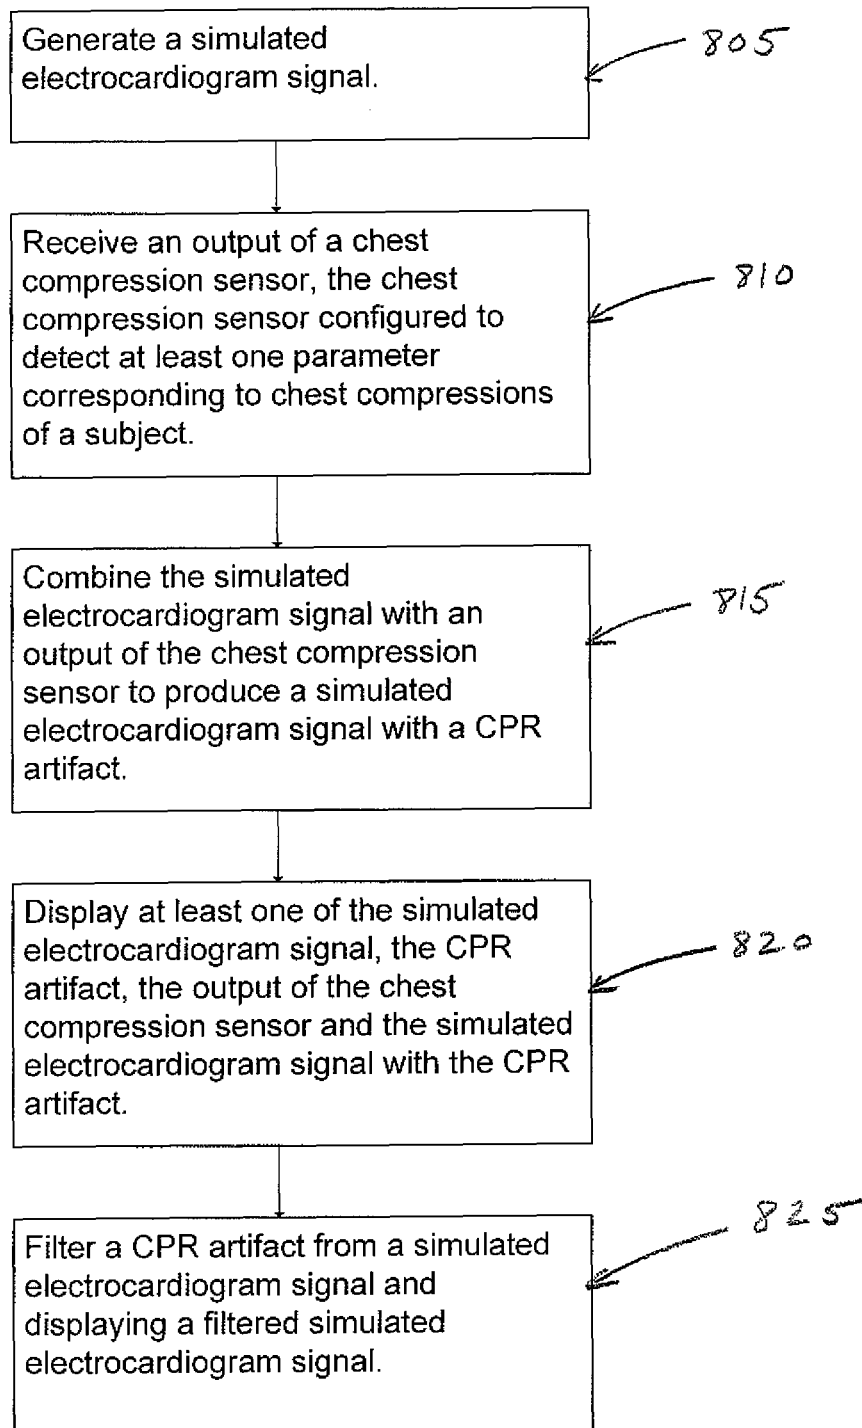 Generate a simulated
electrocardiogram signal.
805
Receive an output of a chest
compression sensor, the chest
compression sensor configured to
detect at least one parameter
corresponding to chest compressions
of a subject.
810
Combine the simulated
electrocardiogram signal with an
output of the chest compression
sensor to produce a simulated
electrocardiogram signal with a CPR
artifact.
815
Display at least one of the simulated
electrocardiogram signal, the CPR
artifact, the output of the chest
compression sensor and the simulated
electrocardiogram signal with the CPR
artifact.
820
Filter a CPR artifact from a simulated
electrocardiogram signal and
displaying a filtered simulated
electrocardiogram signal.
825